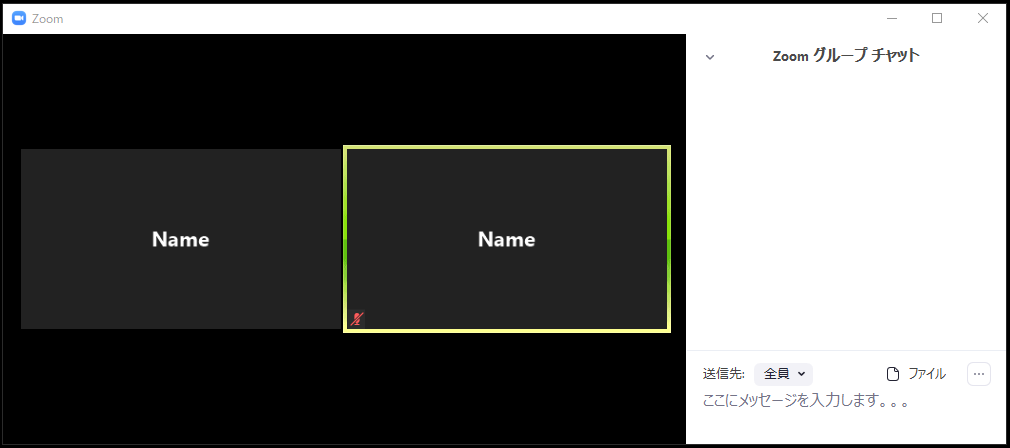 Zoom
Zoom グループ チャット
Name
Name
送信先: 全員 ファイル ...
ここにメッセージを入力します。。。